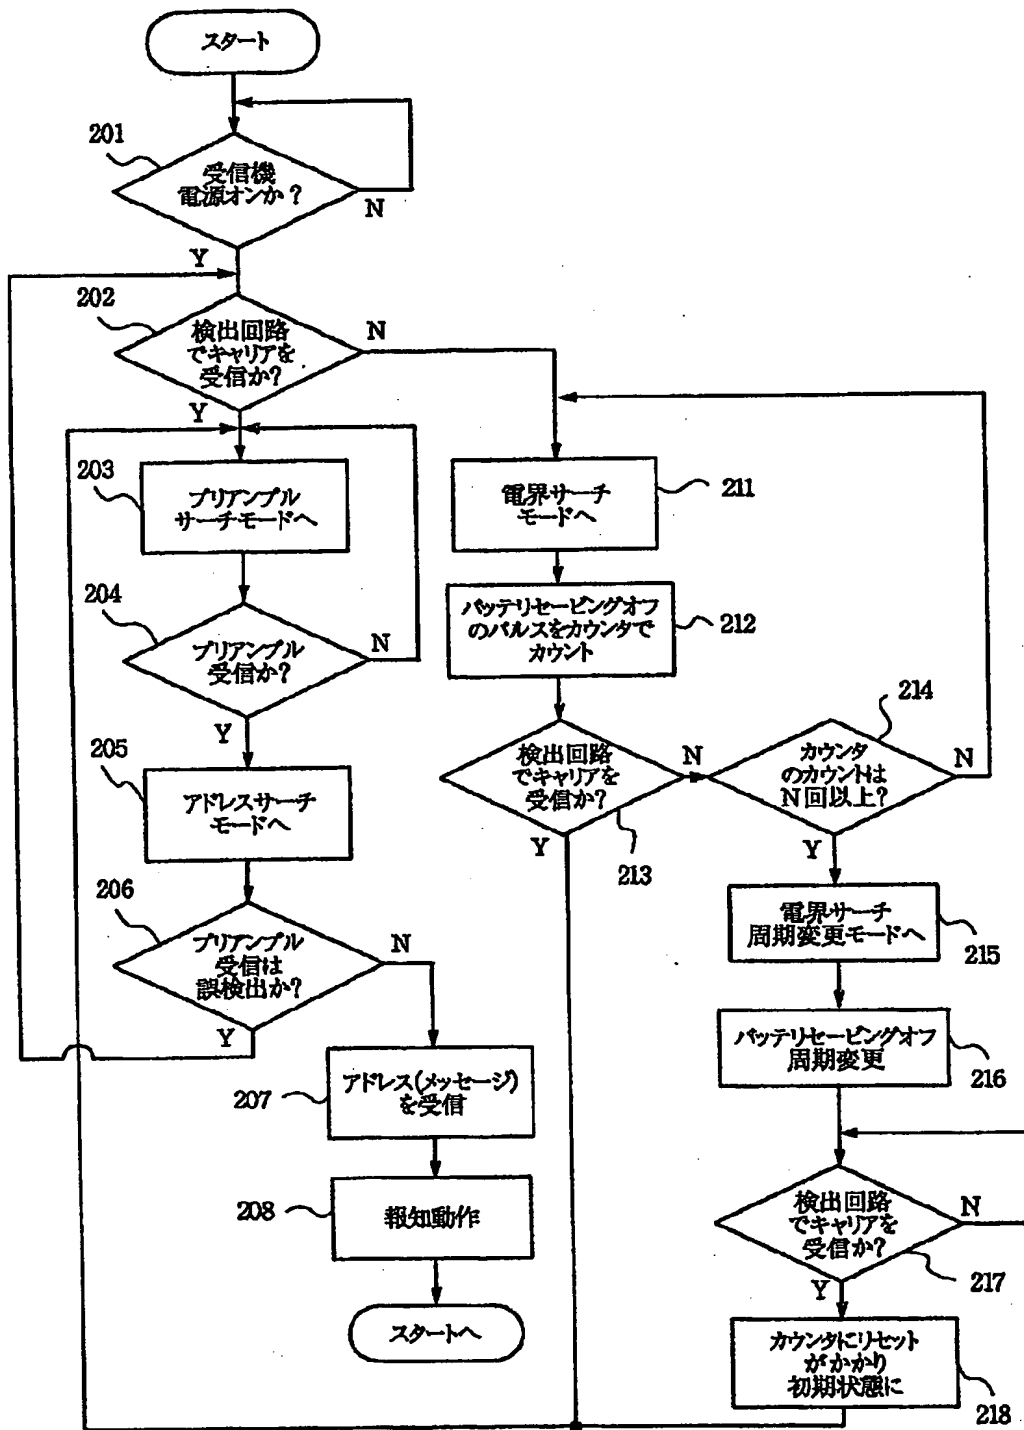 スタート
201
受信機
電源オンか？
N
Y
202
検出回路
でキャリアを
受信か？
N
Y
203
プリアンブル
サーチモードへ
204
プリアンブル
受信か？
N
Y
205
アドレスサーチ
モードへ
206
プリアンブル
受信は
誤検出か？
N
Y
207
アドレス(メッセージ)
を受信
208
報知動作
スタートへ
211
電界サーチ
モードへ
212
バッテリセービングオフ
のパルスをカウンタで
カウント
213
検出回路
でキャリアを
受信か？
N
Y
214
カウンタ
のカウントは
N回以上？
N
Y
215
電界サーチ
周期変更モードへ
216
バッテリセービングオフ
周期変更
217
検出回路
でキャリアを
受信か？
N
Y
218
カウンタにリセット
がかかり
初期状態に